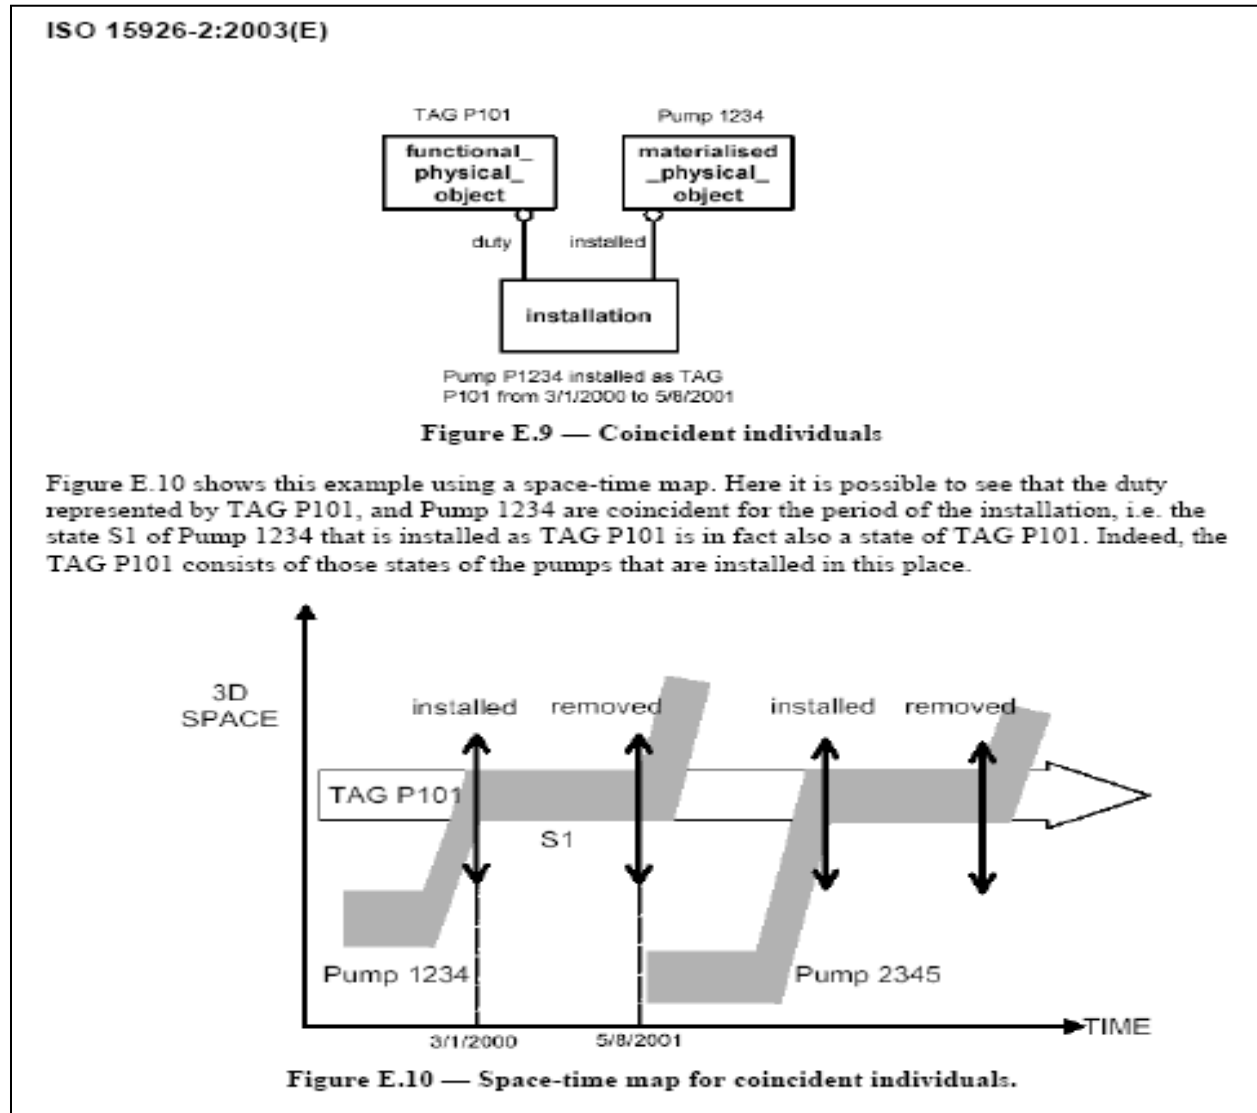 ISO 15926-2:2003(E)
TAG P101
Pump 1234
functional_
physical_
object
materialised
_physical_
object
duty
installed
installation
Pump P1234 installed as TAG
P101 from 3/1/2000 to 5/8/2001
Figure E.9 — Coincident individuals
Figure E.10 shows this example using a space-time map. Here it is possible to see that the duty
represented by TAG P101, and Pump 1234 are coincident for the period of the installation, i.e. the
state S1 of Pump 1234 that is installed as TAG P101 is in fact also a state of TAG P101. Indeed, the
TAG P101 consists of those states of the pumps that are installed in this place.
3D
SPACE
installed
removed
installed
removed
TAG P101
S1
Pump 1234
Pump 2345
TIME
3/1/2000
5/8/2001
Figure E.10 — Space-time map for coincident individuals.